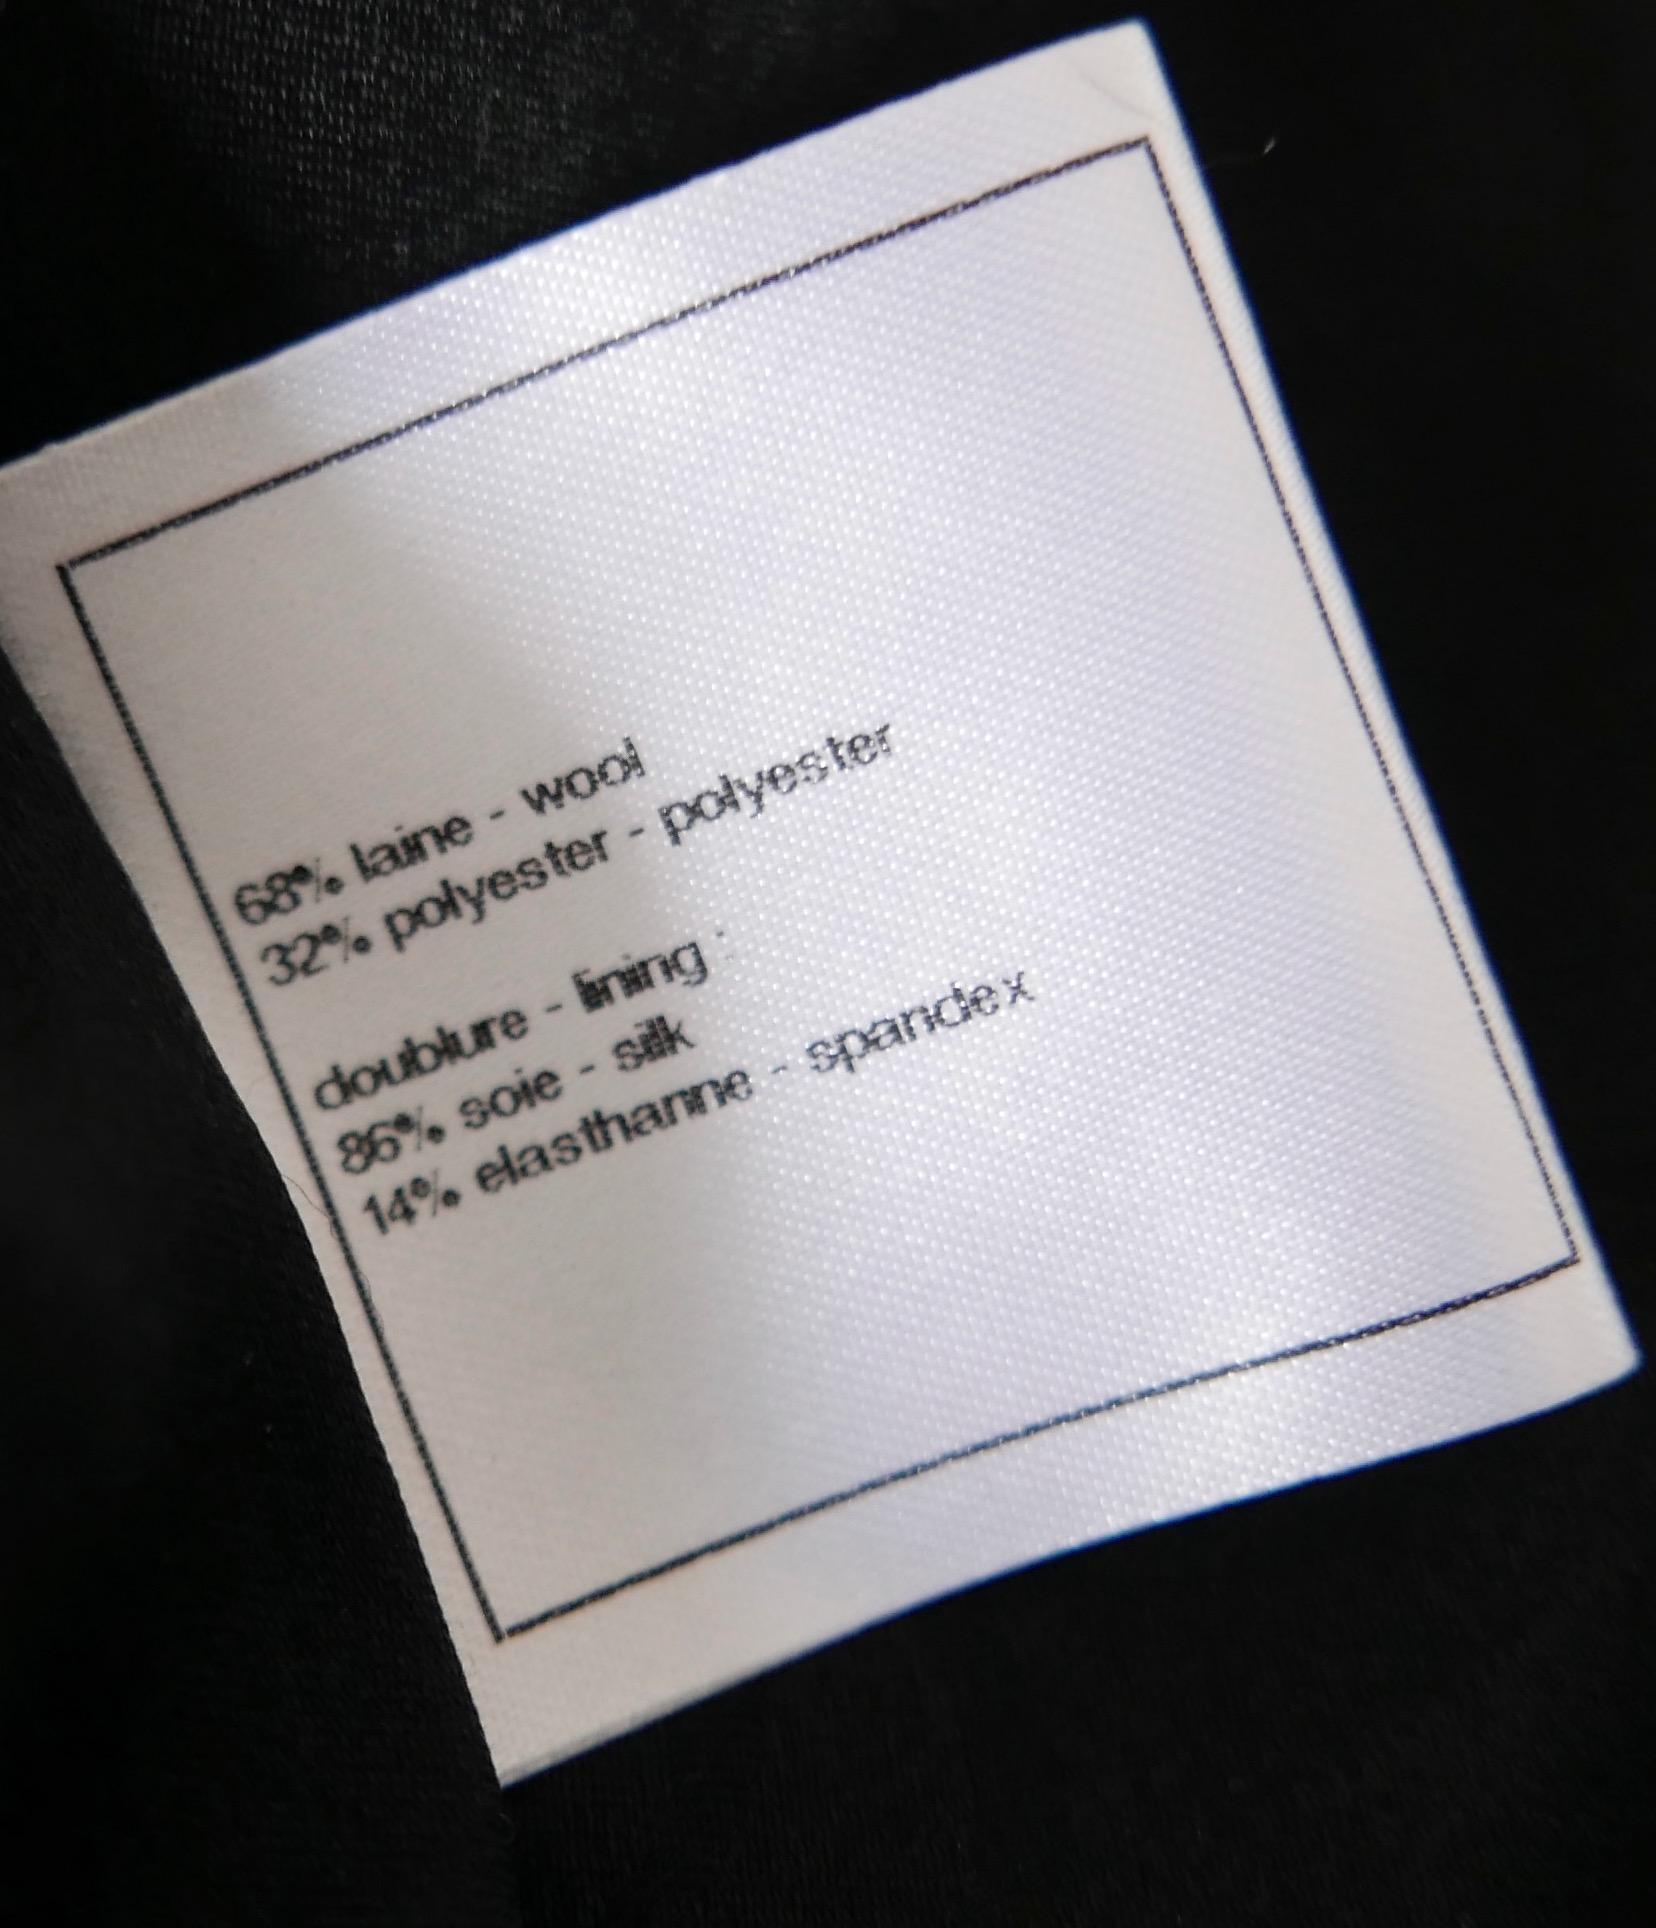 68% laine - wool
32% polyester - polyester
doublure - lining :
86% soie - silk
14% elasthanne - spandex